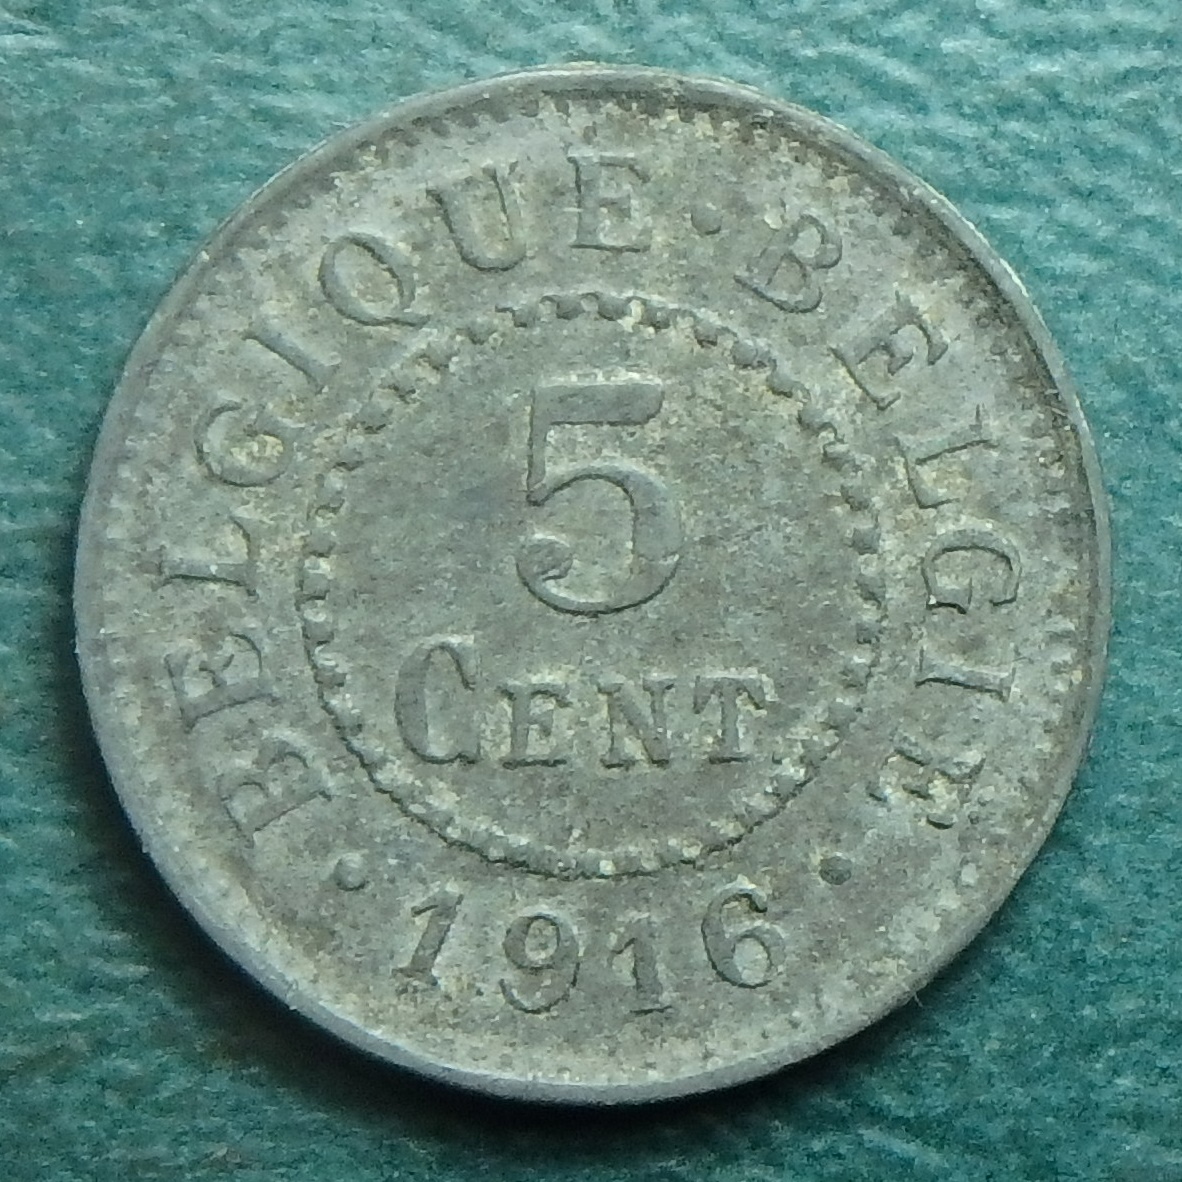 BELGIQUE · BELGIE
5
CENT
· 1916 ·